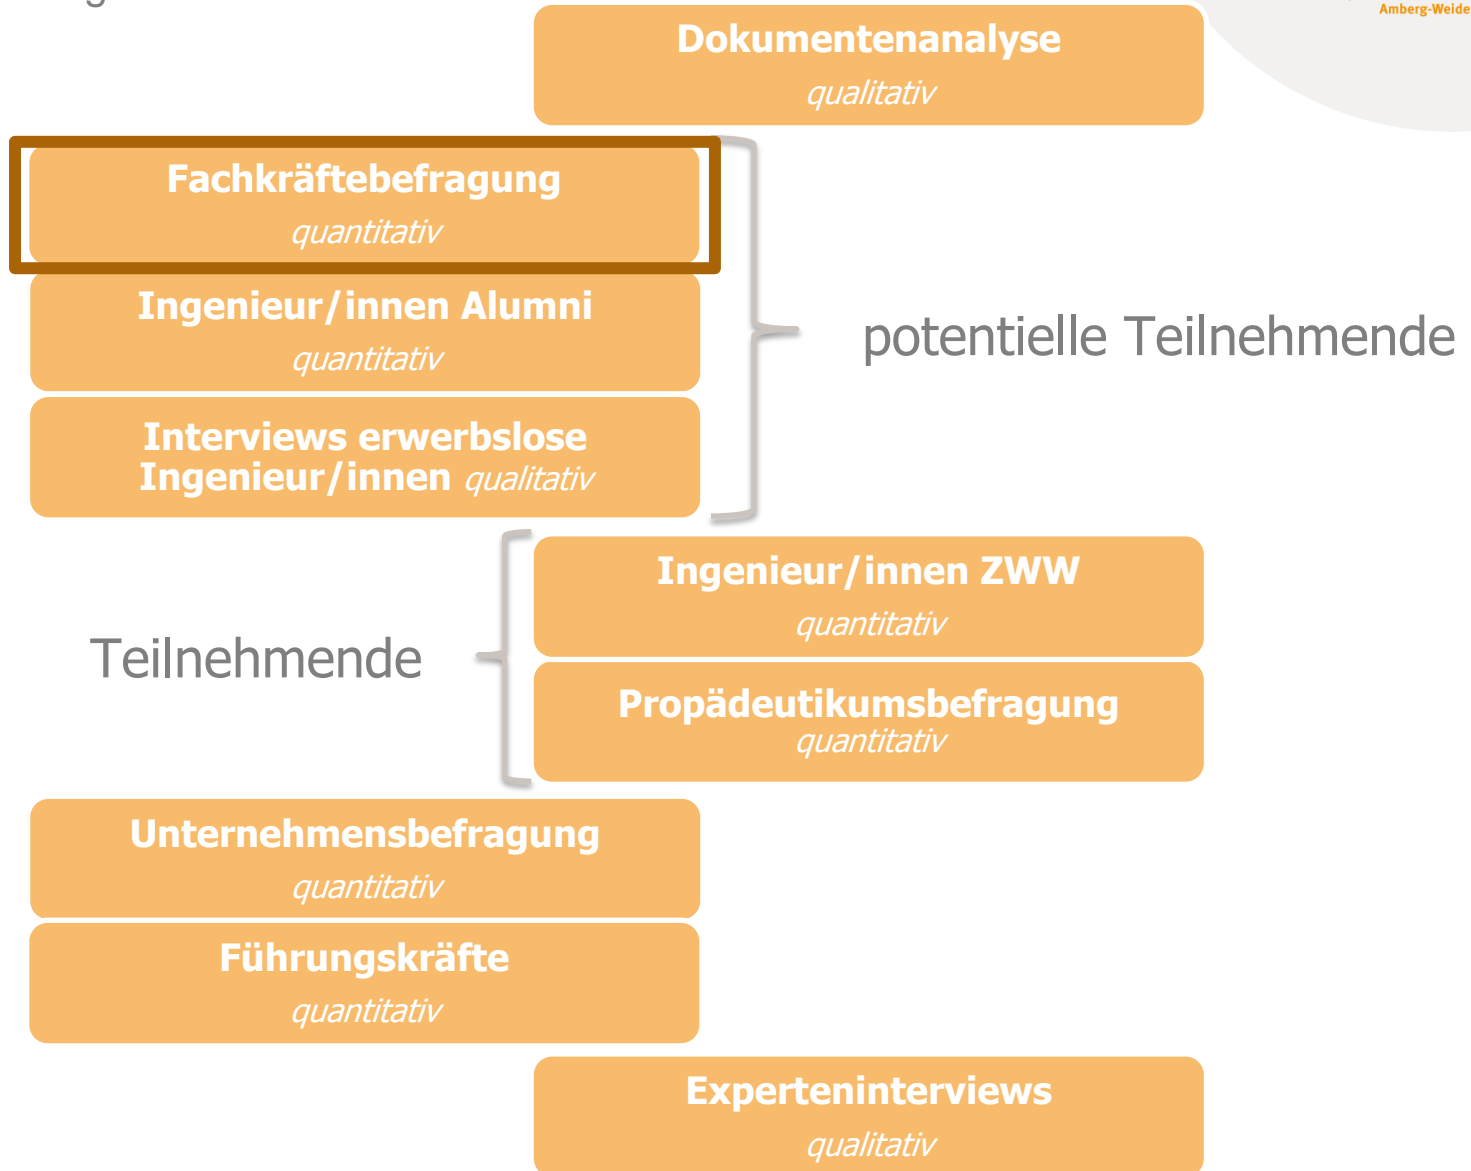 Amberg-Weide
Dokumentenanalyse
qualitativ
Fachkräftebefragung
quantitativ
Ingenieur/innen Alumni
quantitativ
Interviews erwerbslose
Ingenieur/innen qualitativ
potentielle Teilnehmende
Ingenieur/innen ZWW
quantitativ
Teilnehmende
Propädeutikumsbefragung
quantitativ
Unternehmensbefragung
quantitativ
Führungskräfte
quantitativ
Experteninterviews
qualitativ